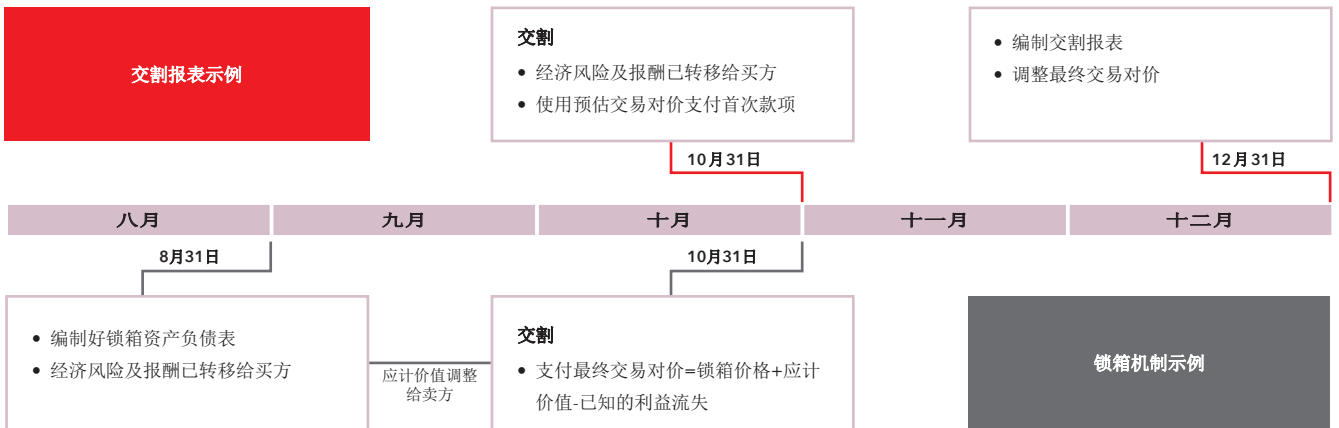 交割报表示例
交割
• 经济风险及报酬已转移给买方
• 使用预估交易对价支付首次款项
• 编制交割报表
• 调整最终交易对价
10月31日
12月31日
八月
九月
十月
十一月
十二月
8月31日
10月31日
• 编制好锁箱资产负债表
• 经济风险及报酬已转移给买方
应计价值调整
给卖方
交割
• 支付最终交易对价=锁箱价格+应计
价值-已知的利益流失
锁箱机制示例